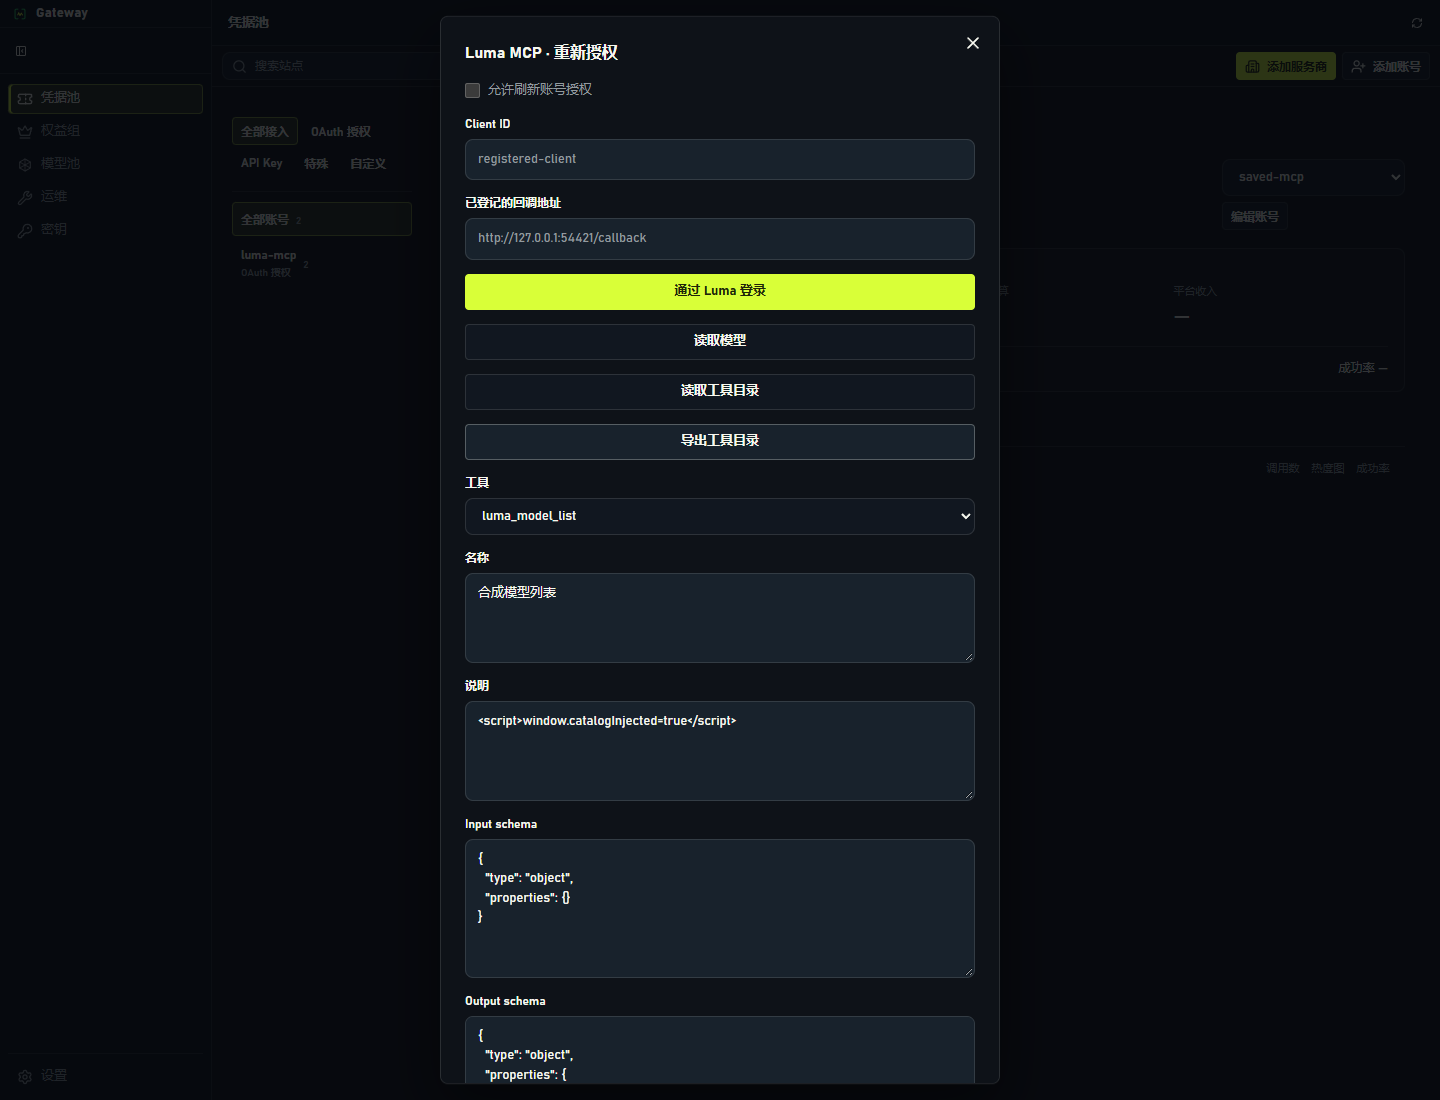 Gateway
凭据池
搜索站点
添加服务商
添加账号
凭据池
权益组
模型池
运维
密钥
设置
全部接入
OAuth 授权
API Key
特殊
自定义
全部账号 2
luma-mcp
OAuth 授权
2
saved-mcp
编辑账号
平台收入
—
成功率 —
调用数
热度图
成功率
Luma MCP · 重新授权
允许刷新账号授权
Client ID
registered-client
已登记的回调地址
http://127.0.0.1:54421/callback
通过 Luma 登录
读取模型
读取工具目录
导出工具目录
工具
luma_model_list
名称
合成模型列表
说明
<script>window.catalogInjected=true</script>
Input schema
{
  "type": "object",
  "properties": {}
}
Output schema
{
  "type": "object",
  "properties": {